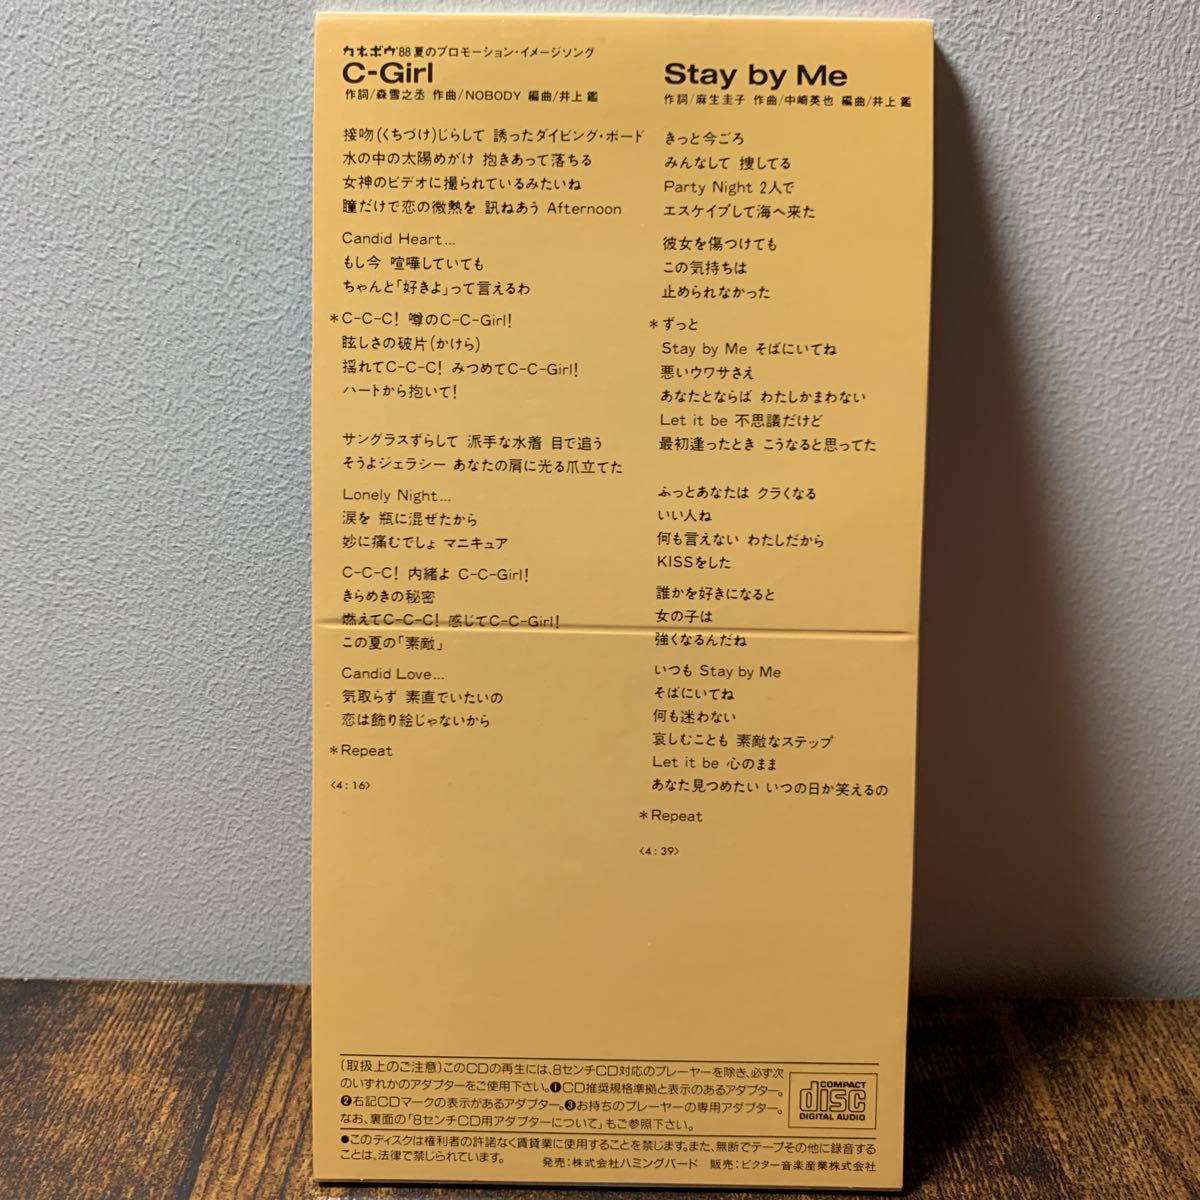 カネボウ'88夏のプロモーション・イメージソング
C-Girl
作詞/森雪之丞 作曲/NOBODY 編曲/井上 鑑
接吻(くちづけ)じらして 誘ったダイビング・ボード
水の中の太陽めがけ 抱きあって落ちる
女神のビデオに撮られているみたいね
瞳だけで恋の微熱を 訊ねあう Afternoon
Candid Heart…
もし今 喧嘩していても
ちゃんと「好きよ」って言えるわ
*C-C-C! 噂のC-C-Girl!
眩しさの破片(かけら)
揺れてC-C-C! みつめてC-C-Girl!
ハートから抱いて!
サングラスずらして 派手な水着 目で追う
そうよジェラシー あなたの肩に光る爪立てた
Lonely Night…
涙を 瓶に混ぜたから
妙に痛むでしょ マニキュア
C-C-C! 内緒よ C-C-Girl!
きらめきの秘密
燃えてC-C-C! 感じてC-C-Girl!
この夏の「素敵」
Candid Love…
気取らず 素直でいたいの
恋は飾り絵じゃないから
*Repeat
〈4:16〉
Stay by Me
作詞/麻生圭子 作曲/中崎英也 編曲/井上 鑑
きっと今ごろ
みんなして 捜してる
Party Night 2人で
エスケイプして海へ来た
彼女を傷つけても
この気持ちは
止められなかった
*ずっと
Stay by Me そばにいてね
悪いウワサさえ
あなたとならば わたしかまわない
Let it be 不思議だけど
最初逢ったとき こうなると思ってた
ふっとあなたは クラくなる
いい人ね
何も言えない わたしだから
KISSをした
誰かを好きになると
女の子は
強くなるんだね
いつも Stay by Me
そばにいてね
何も迷わない
哀しむことも 素敵なステップ
Let it be 心のまま
あなた見つめたい いつの日か笑えるの
*Repeat
〈4:39〉
〔取扱上のご注意〕このCDの再生には、8センチCD対応のプレーヤーを除き、必ず次
のいずれかのアダプターをご使用下さい。❶CD推奨規格準拠と表示のあるアダプター。
❷右記CDマークの表示があるアダプター。❸お持ちのプレーヤーの専用アダプター。
なお、裏面の「8センチCD用アダプターについて」もご参照下さい。
COMPACT
disc
DIGITAL AUDIO
●このディスクは権利者の許諾なく賃貸業に使用することを禁じます。また、無断でテープその他に録音する
ことは、法律で禁じられています。 発売:株式会社ハミングバード 販売:ビクター音楽産業株式会社